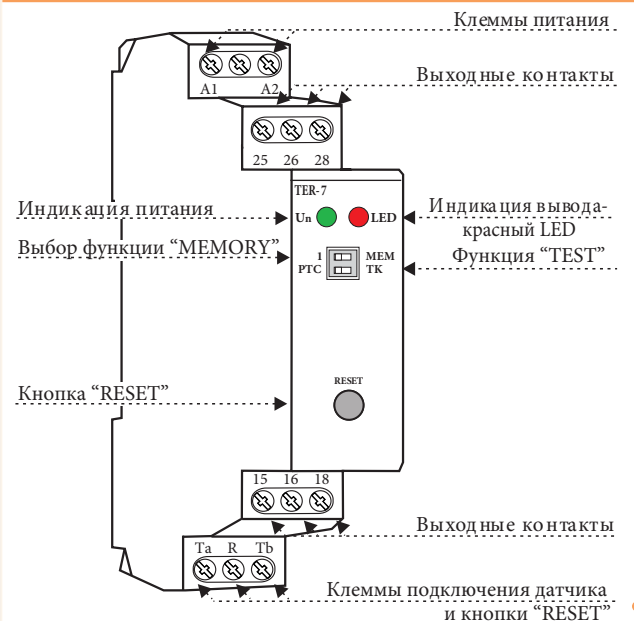 Клеммы питания
A1 A2
Выходные контакты
25 26 28
TER-7
Индикация питания
Un LED
Индикация вывода-
красный LED
Выбор функции “MEMORY”
1 MEM
PTC TK
Функция “TEST”
RESET
Кнопка “RESET”
15 16 18
Выходные контакты
Ta R Tb
Клеммы подключения датчика
и кнопки “RESET”